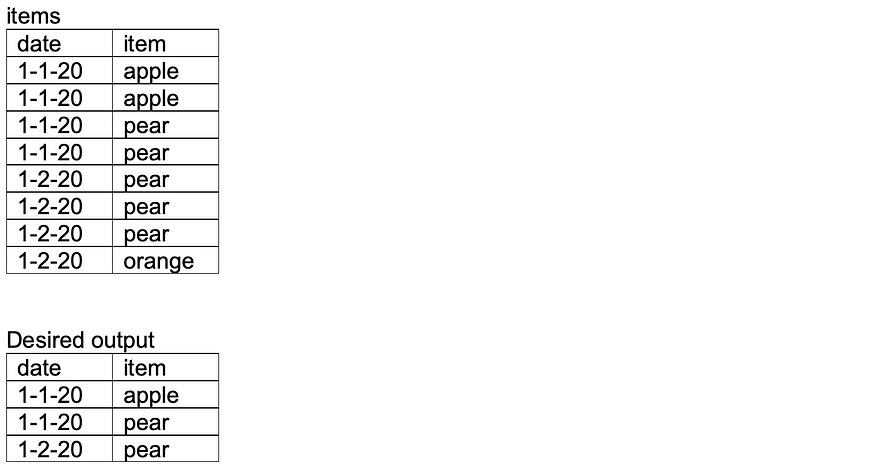 items
date item
1-1-20 apple
1-1-20 apple
1-1-20 pear
1-1-20 pear
1-2-20 pear
1-2-20 pear
1-2-20 pear
1-2-20 orange
Desired output
date item
1-1-20 apple
1-1-20 pear
1-2-20 pear